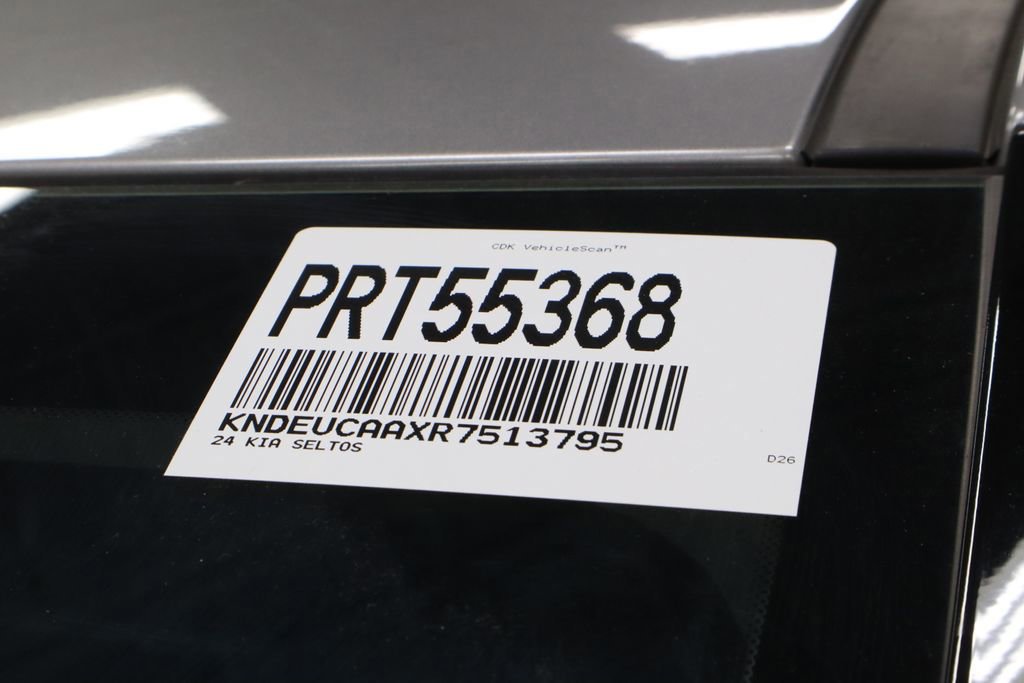 CDK VehicleScan™
PRT55368
KNDEUCAAXR7513795
24 KIA SELTOS
D26